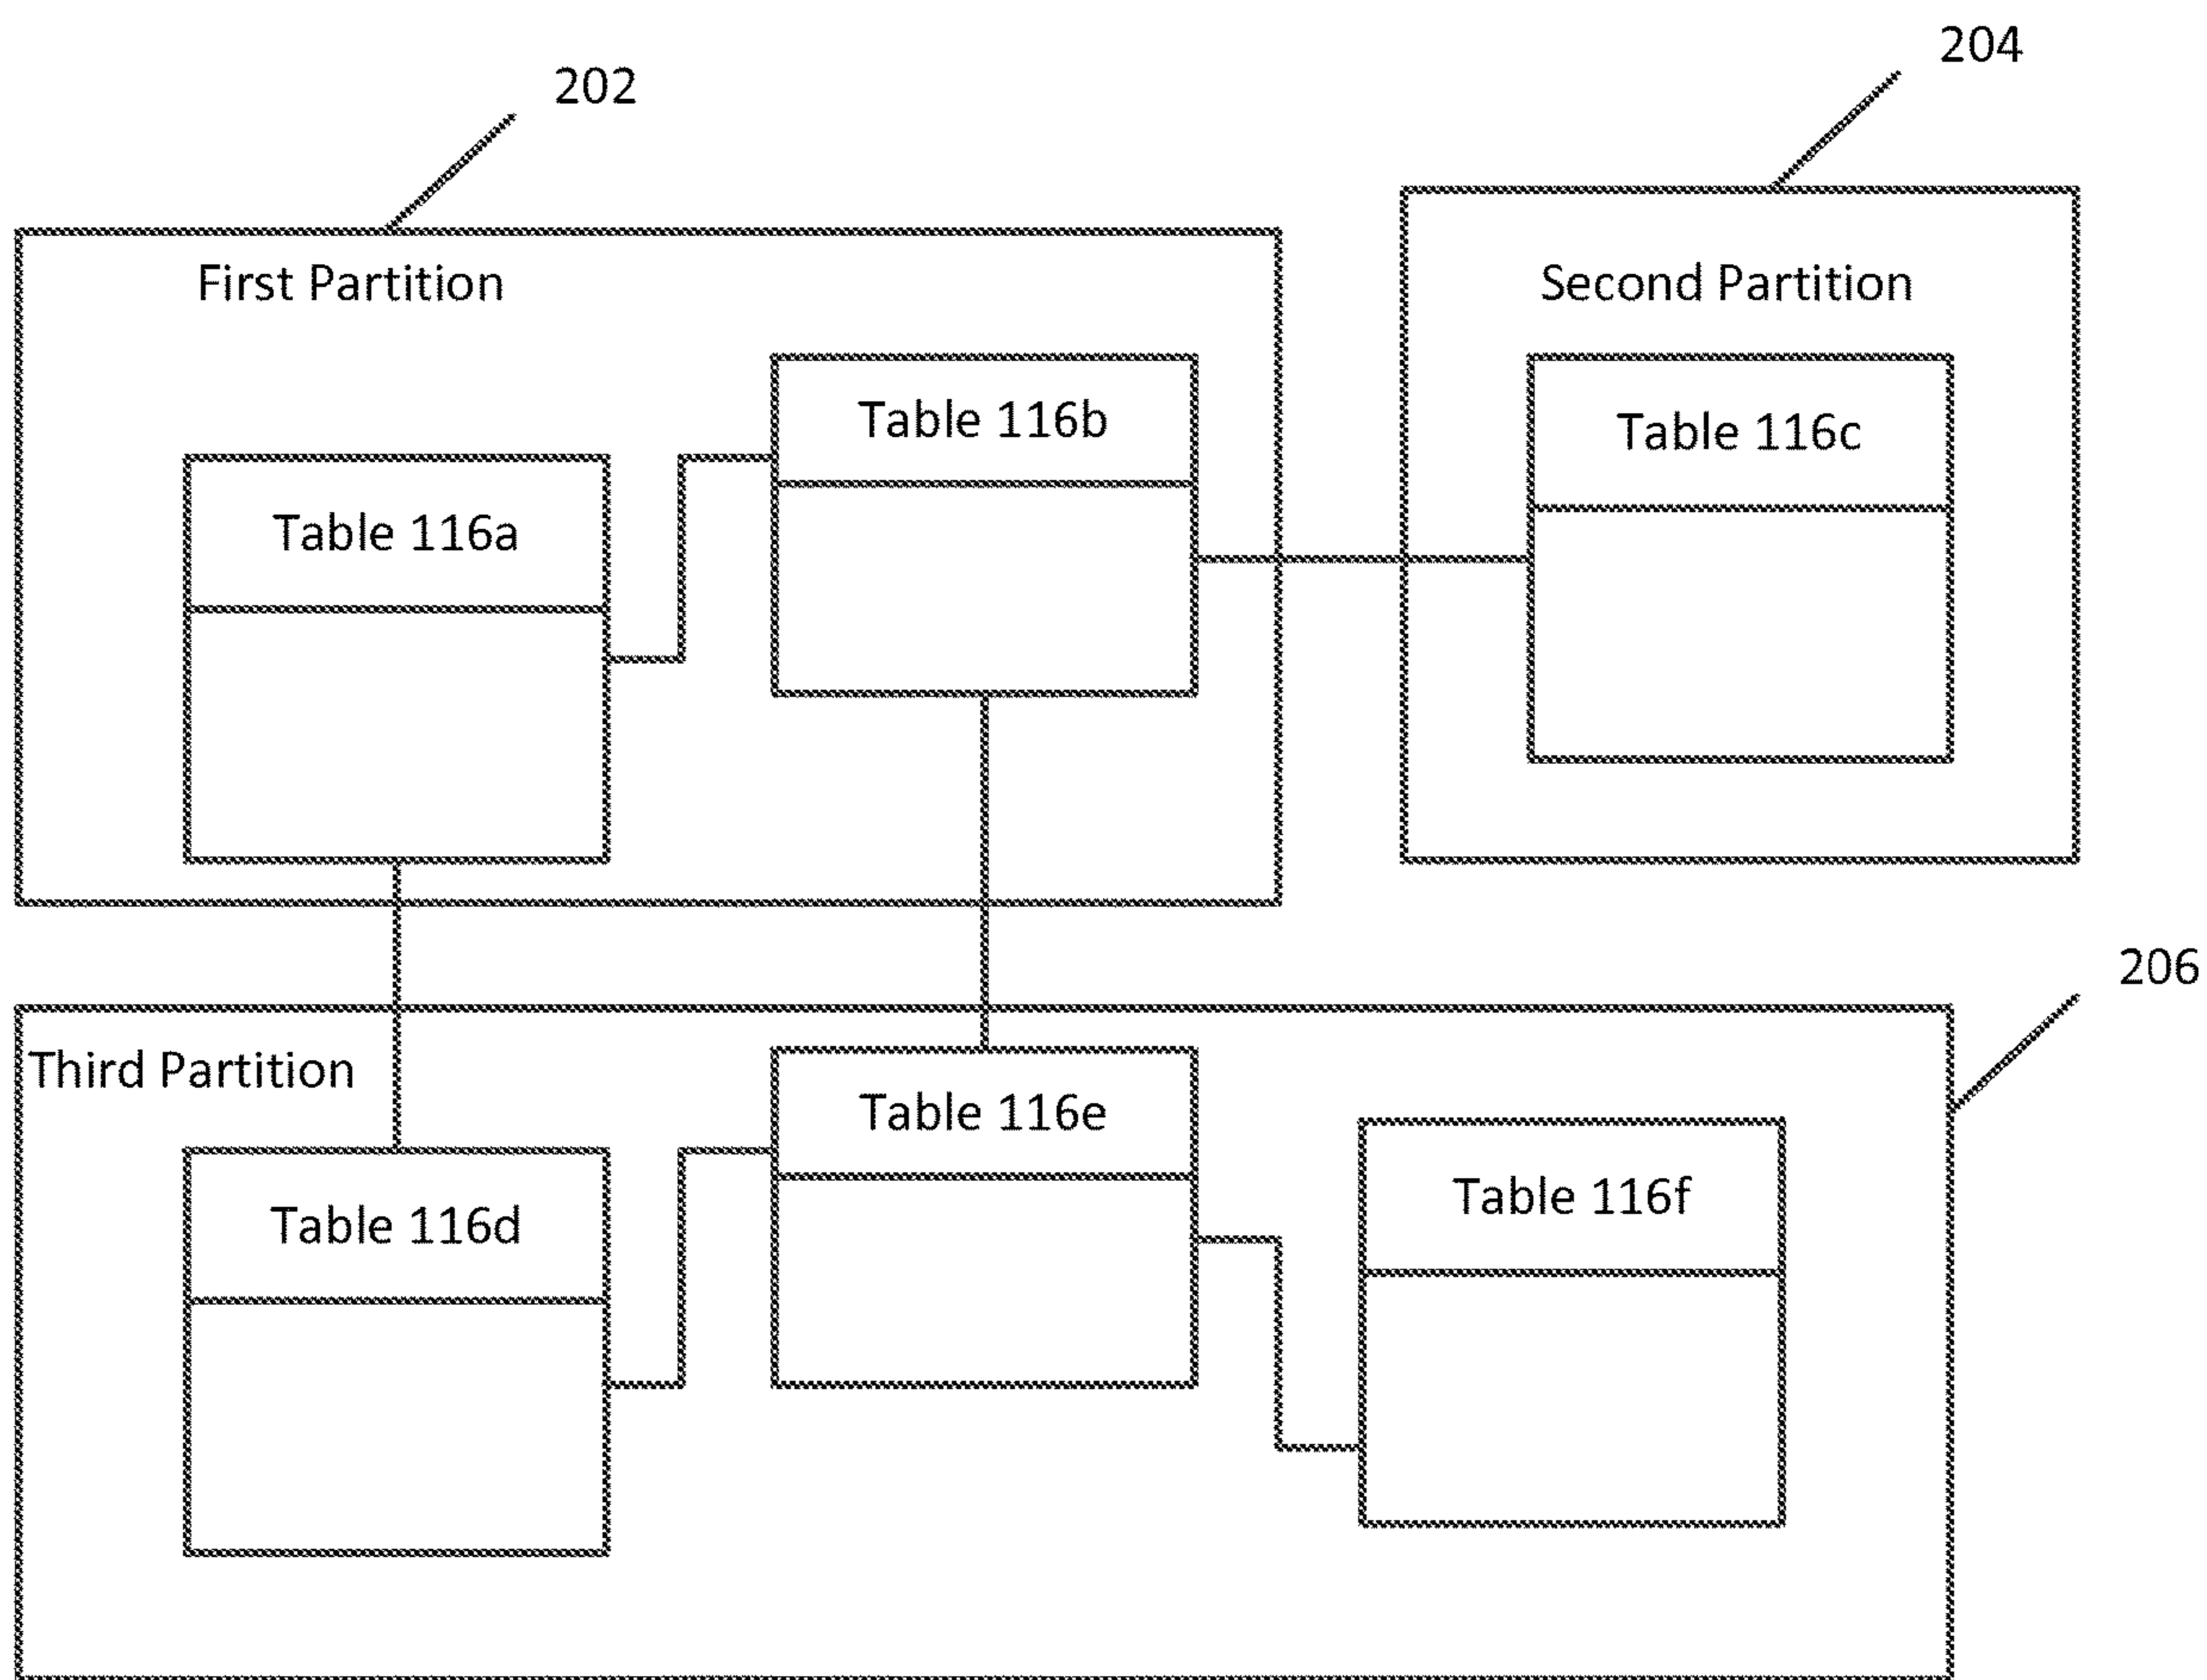 202
204
First Partition
Second Partition
Table 116b
Table 116c
Table 116a
206
Third Partition
Table 116e
Table 116f
Table 116d